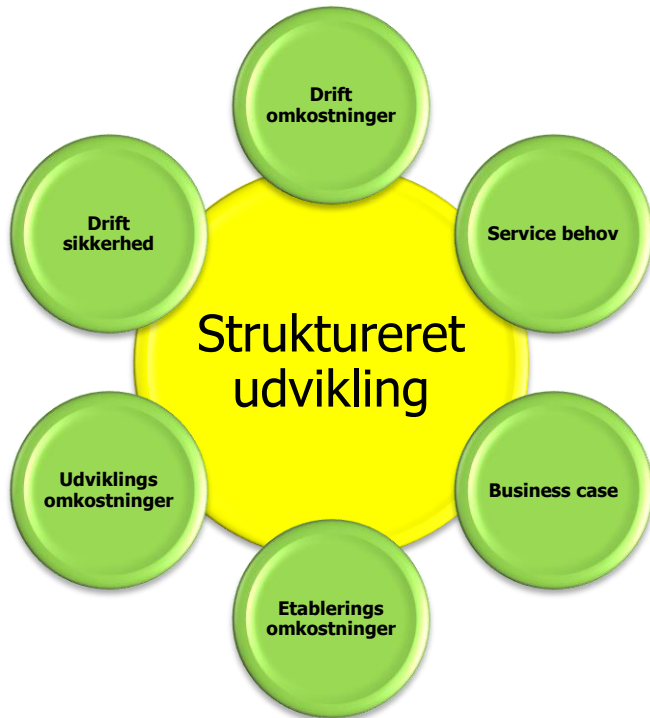 Drift
omkostninger
Drift
sikkerhed
Service behov
Struktureret
udvikling
Udviklings
omkostninger
Business case
Etablerings
omkostninger